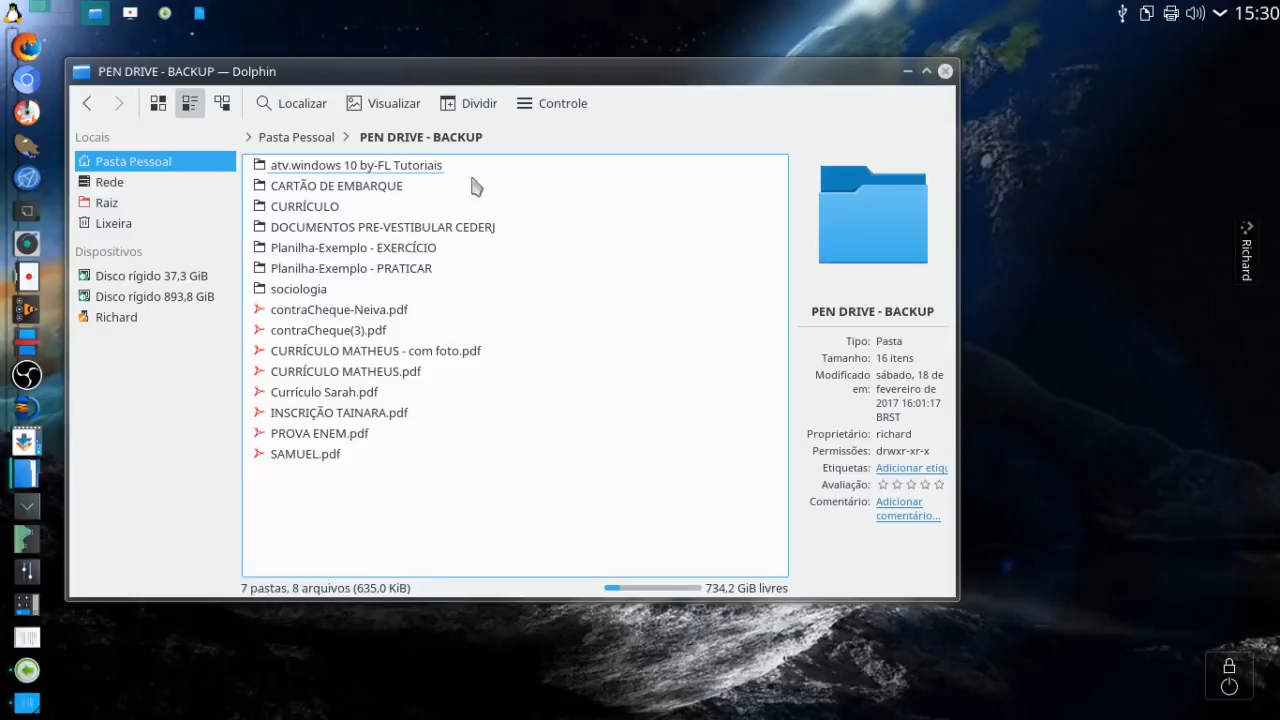 15:30
PEN DRIVE - BACKUP — Dolphin
Localizar
Visualizar
Dividir
Controle
Locais
Pasta Pessoal
Rede
Raiz
Lixeira
Dispositivos
Disco rígido 37,3 GiB
Disco rígido 893,8 GiB
Richard
Pasta Pessoal
PEN DRIVE - BACKUP
atv.windows 10 by-FL Tutoriais
CARTÃO DE EMBARQUE
CURRÍCULO
DOCUMENTOS PRE-VESTIBULAR CEDERJ
Planilha-Exemplo - EXERCÍCIO
Planilha-Exemplo - PRATICAR
sociologia
contraCheque-Neiva.pdf
contraCheque(3).pdf
CURRÍCULO MATHEUS - com foto.pdf
CURRÍCULO MATHEUS.pdf
Currículo Sarah.pdf
INSCRIÇÃO TAINARA.pdf
PROVA ENEM.pdf
SAMUEL.pdf
7 pastas, 8 arquivos (635,0 KiB)
734,2 GiB livres
PEN DRIVE - BACKUP
Tipo: Pasta
Tamanho: 16 itens
Modificado em: sábado, 18 de
fevereiro de
2017 16:01:17
BRST
Proprietário: richard
Permissões: drwxr-xr-x
Etiquetas: Adicionar etiqu
Avaliação:
Comentário: Adicionar
comentário...
Richard